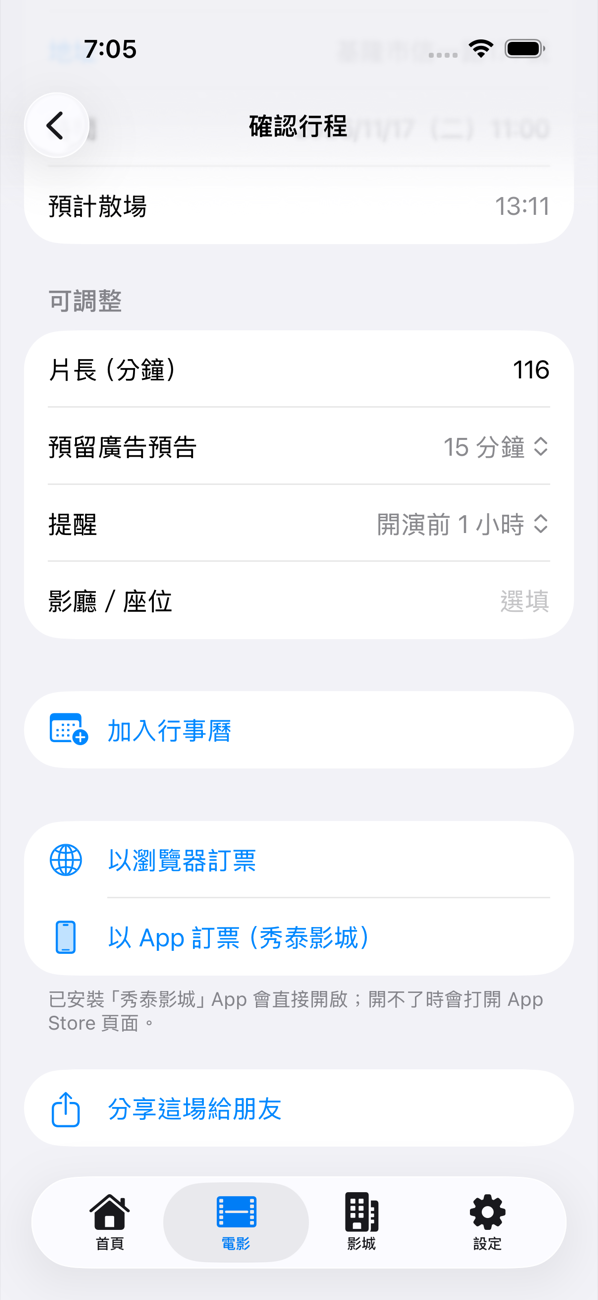 7:05
確認行程
11/17（二）11:00
預計散場
13:11
可調整
片長（分鐘）
116
預留廣告預告
15 分鐘
提醒
開演前 1 小時
影廳 / 座位
選填
加入行事曆
以瀏覽器訂票
以 App 訂票（秀泰影城）
已安裝「秀泰影城」App 會直接開啟；開不了時會打開 App
Store 頁面。
分享這場給朋友
首頁
電影
影城
設定